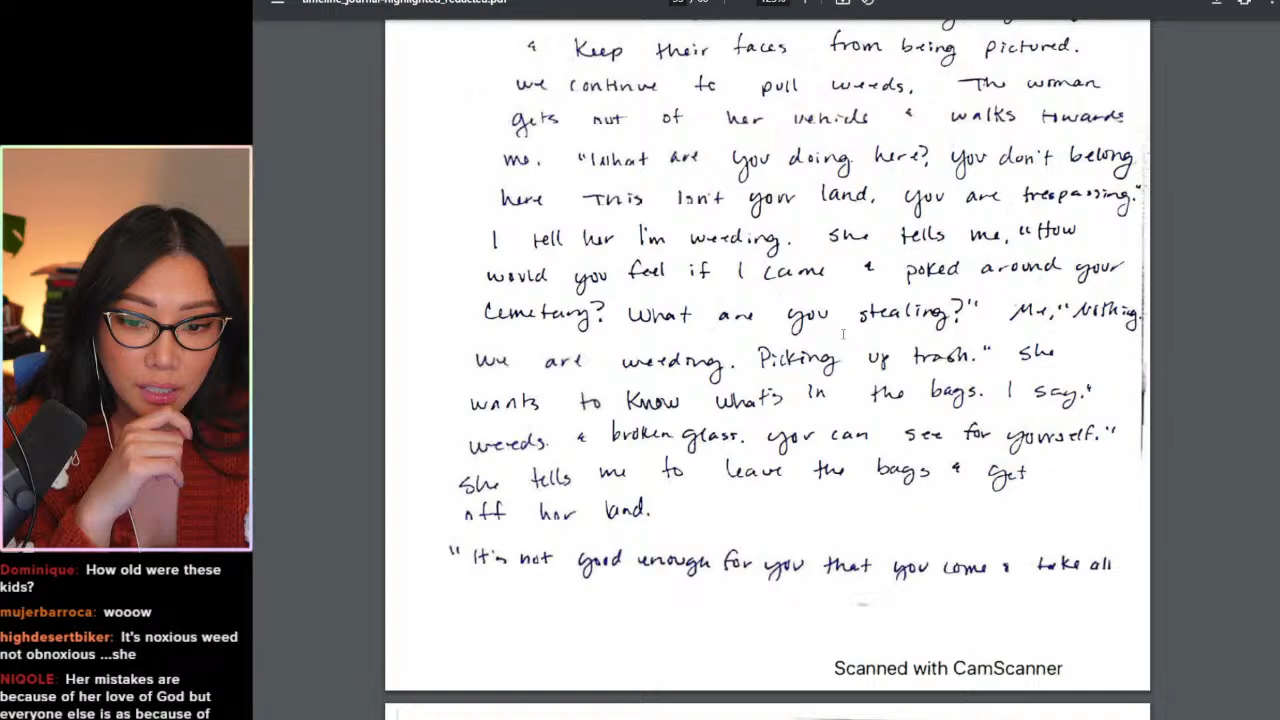 timeline_journal-highlighted_redacted.pdf
& keep their faces from being pictured.
we continue to pull weeds. The woman
gets out of her vehicle & walks towards
me. "What are you doing here? you don't belong
here This Isn't your land. you are trespassing."
I tell her I'm weeding. She tells me, "How
would you feel if I came & poked around your
cemetary? What are you stealing?" Me, "Nothing.
we are weeding. Picking up trash." She
wants to know what's in the bags. I say."
weeds. & broken glass. you can see for yourself."
she tells me to leave the bags & get
off her land.
"It's not good enough for you that you come & take all
Scanned with CamScanner
Dominique: How old were these
kids?
mujerbarroca: wooow
highdesertbiker: It's noxious weed
not obnoxious ...she
NIQOLE: Her mistakes are
because of her love of God but
everyone else is as because of